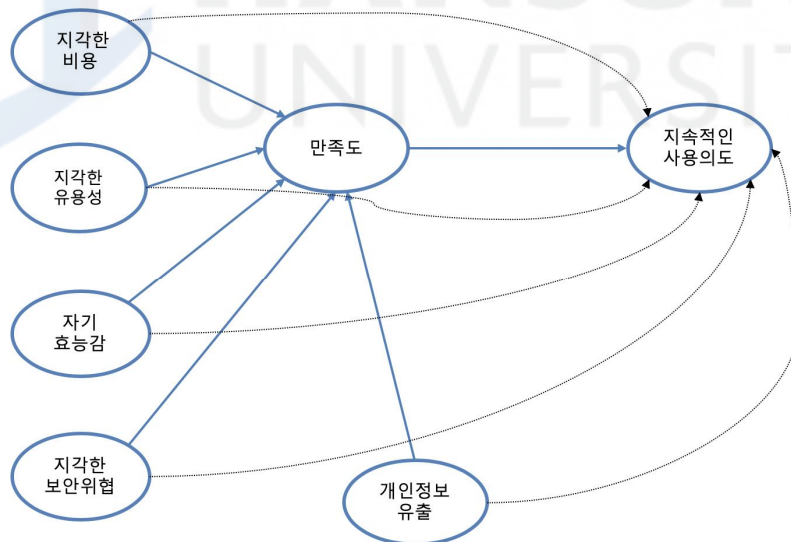 UNIVERSIT
지각한
비용
만족도
지속적인
사용의도
지각한
유용성
자기
효능감
지각한
보안위협
개인정보
유출